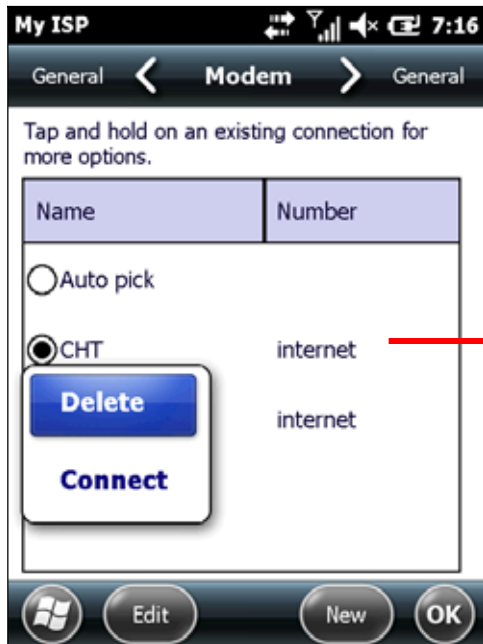 My ISP 7:16
General Modem General
Tap and hold on an existing connection for
more options.
Name Number
Auto pick
CHT internet
Delete
internet
Connect
Edit New OK